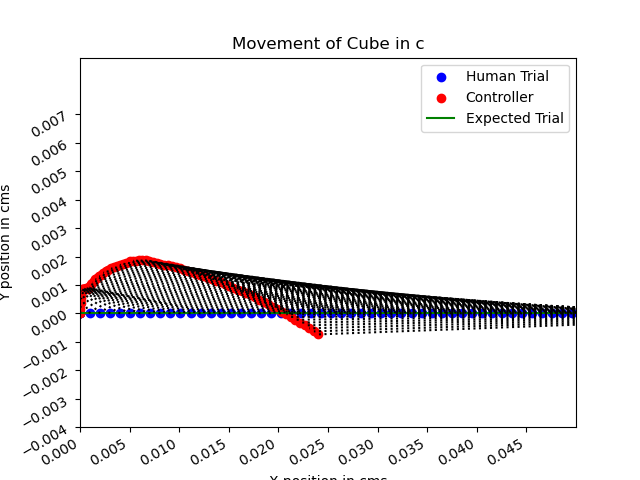 Movement of Cube in c
Human Trial
Controller
Expected Trial
Y position in cms
0.007
0.006
0.005
0.004
0.003
0.002
0.001
0.000
−0.001
−0.002
−0.003
−0.004
0.000 0.005 0.010 0.015 0.020 0.025 0.030 0.035 0.040 0.045
position in cms